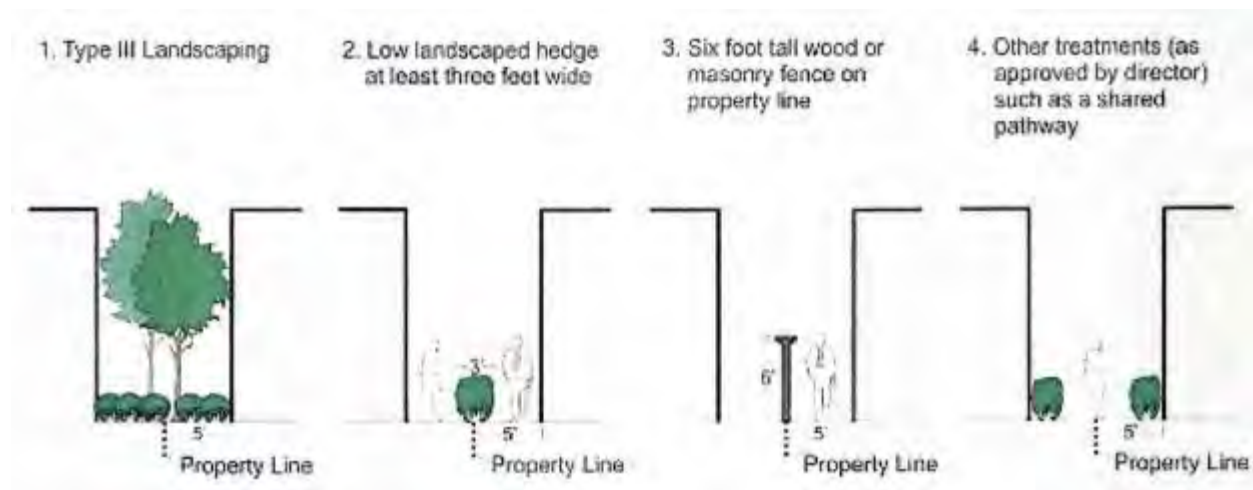 1. Type III Landscaping
2. Low landscaped hedge
at least three feet wide
3. Six foot tall wood or
masonry fence on
property line
4. Other treatments (as
approved by director)
such as a shared
pathway
5'
Property Line
3'
5'
Property Line
6'
5'
Property Line
5'
Property Line